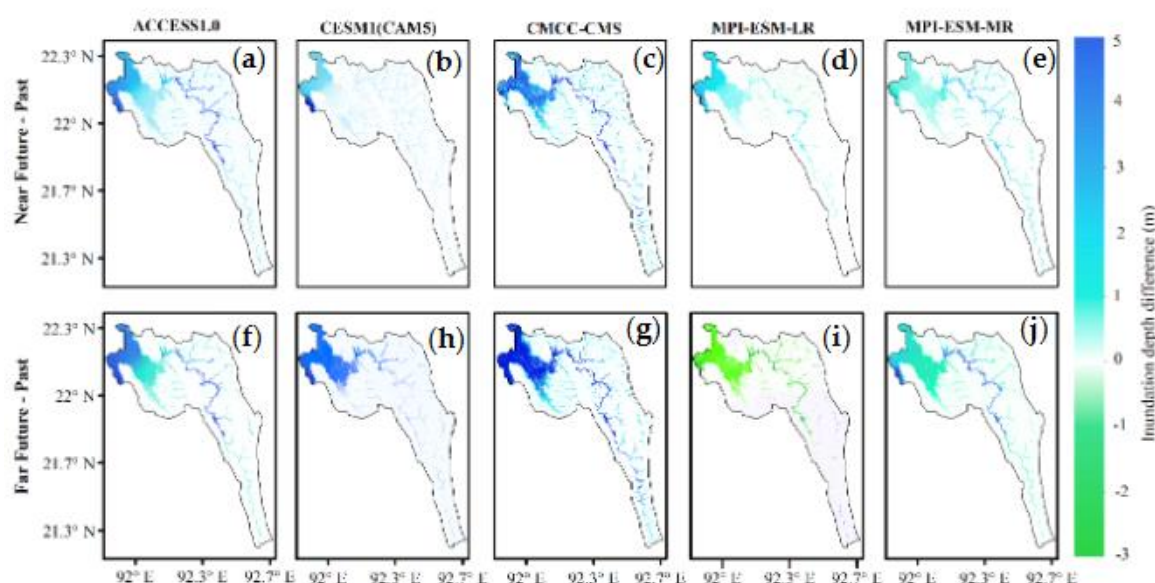 ACCESS1.0 CESM1(CAM5) CMCC-CMS MPI-ESM-LR MPI-ESM-MR
Near Future - Past
22.3° N
22° N
21.7° N
21.3° N
(a) (b) (c) (d) (e)
Far Future - Past
22.3° N
22° N
21.7° N
21.3° N
(f) (h) (g) (i) (j)
92° E 92.3° E 92.7° E 92° E 92.3° E 92.7° E 92° E 92.3° E 92.7° E 92° E 92.3° E 92.7° E 92° E 92.3° E 92.7° E
5
4
3
2
1
0
-1
-2
-3
Inundation depth difference (m)